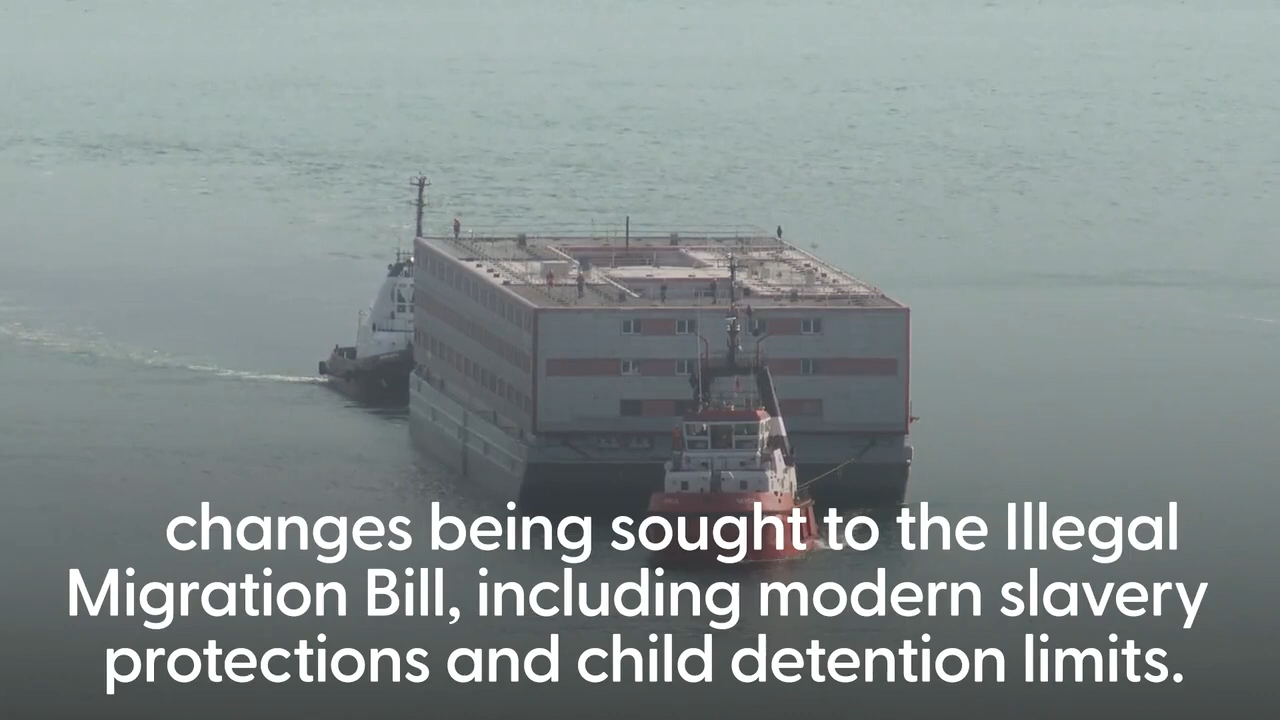 changes being sought to the Illegal
Migration Bill, including modern slavery
protections and child detention limits.